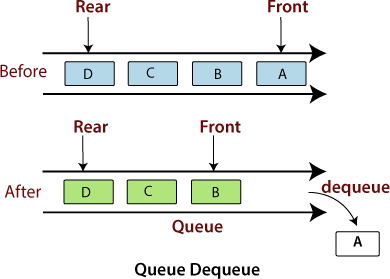 Rear Front
Before D C B A
Rear Front
dequeue
After D C B
Queue
A
Queue Dequeue